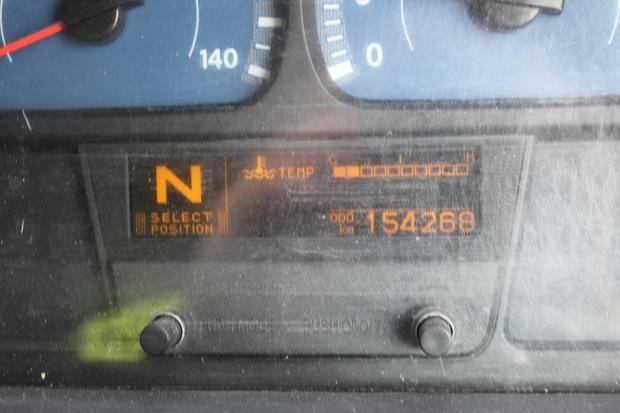 140
0
N
SELECT
POSITION
TEMP
C
H
ODO
km
154268